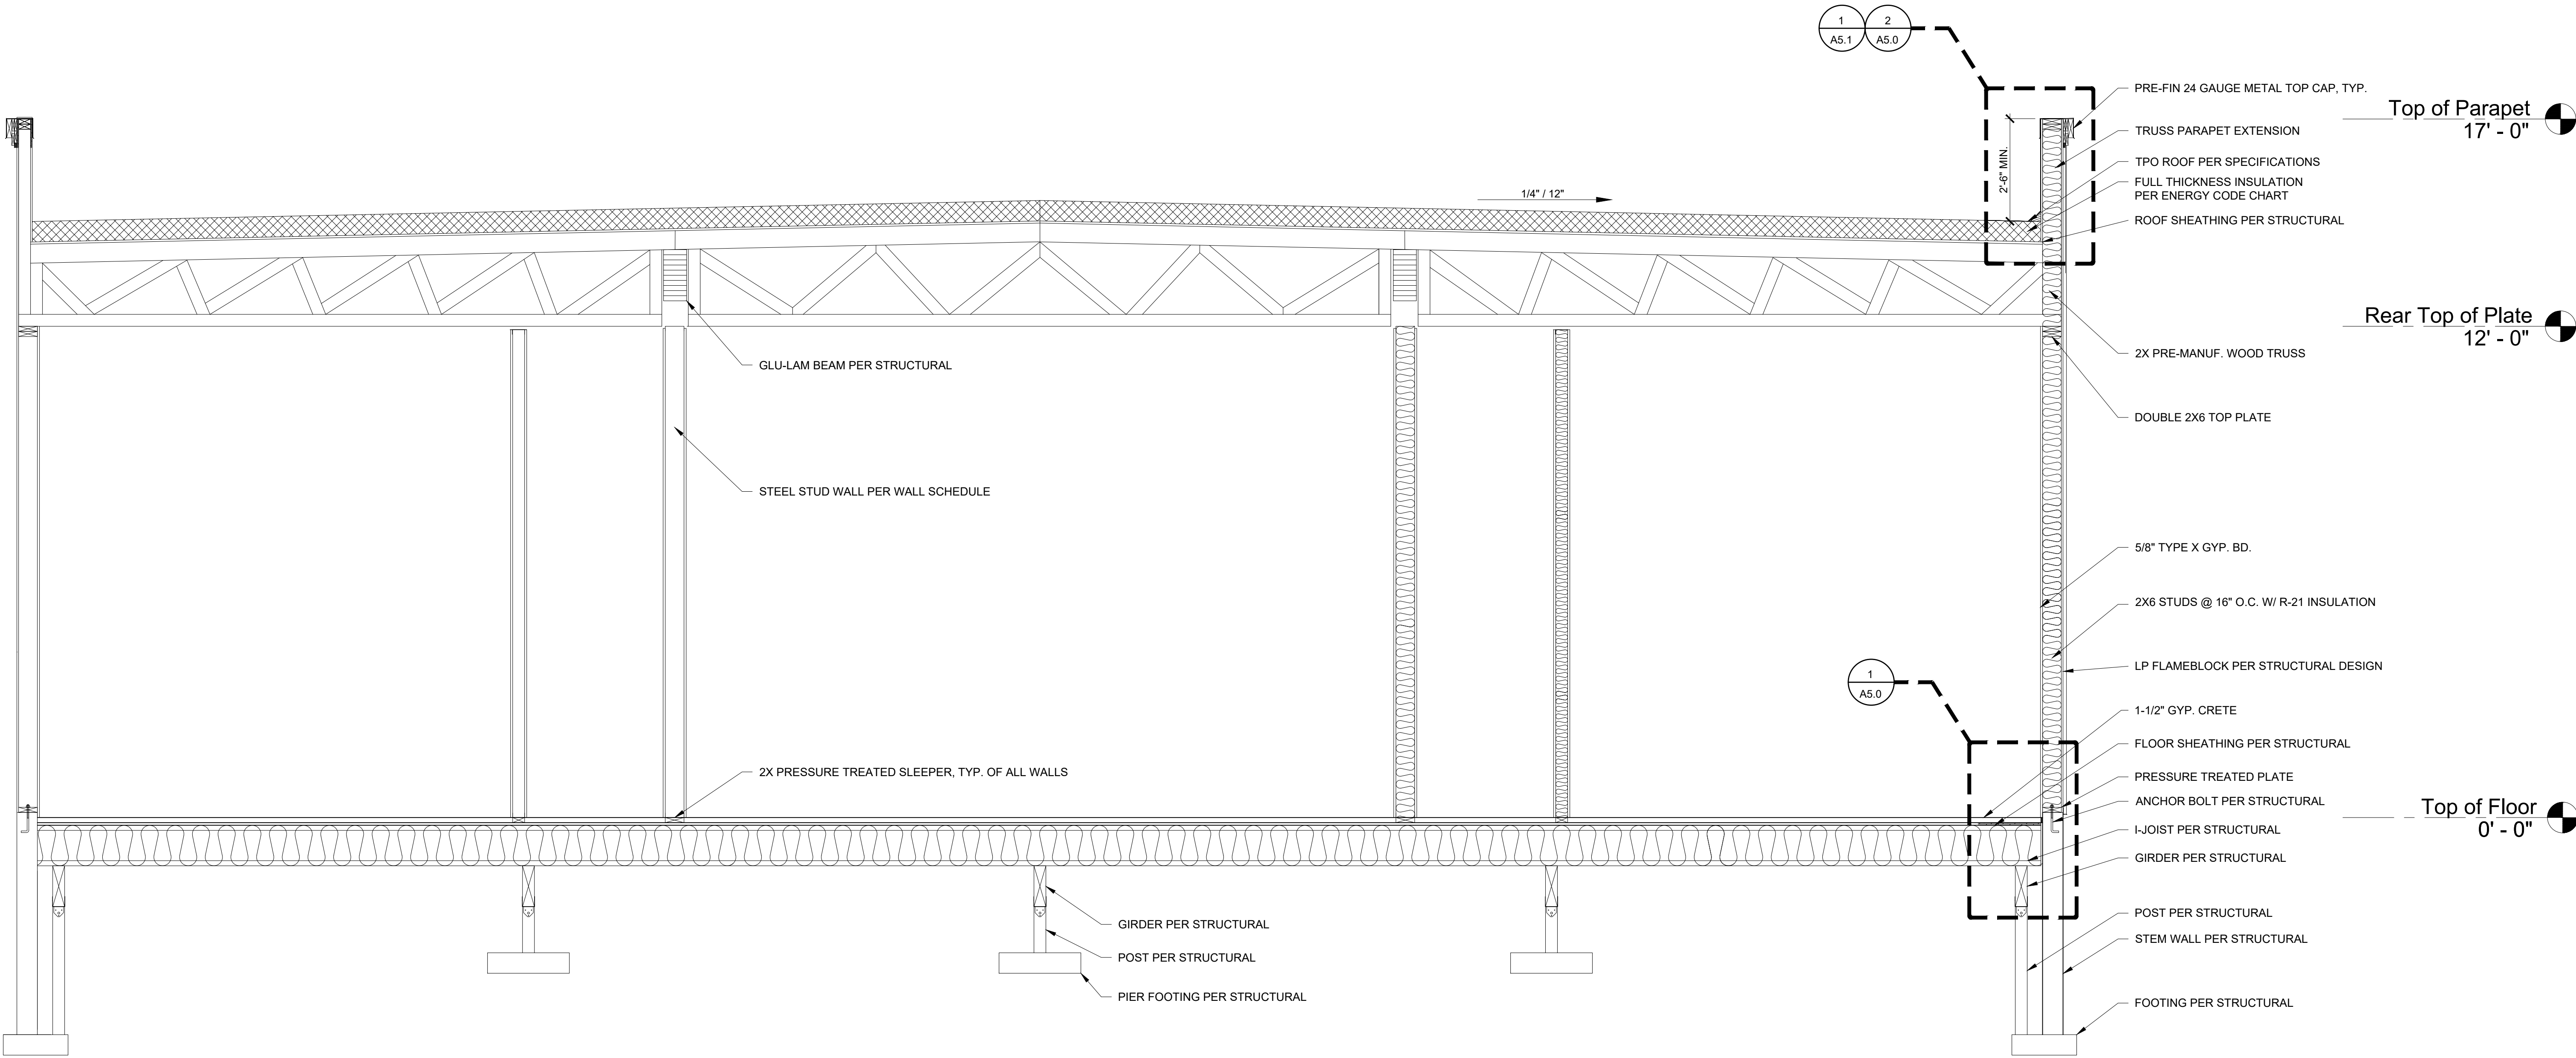 1
A5.1
2
A5.0
PRE-FIN 24 GAUGE METAL TOP CAP, TYP.
Top of Parapet
17' - 0"
TRUSS PARAPET EXTENSION
2'-6" MIN.
TPO ROOF PER SPECIFICATIONS
FULL THICKNESS INSULATION
PER ENERGY CODE CHART
1/4" / 12"
ROOF SHEATHING PER STRUCTURAL
Rear Top of Plate
12' - 0"
2X PRE-MANUF. WOOD TRUSS
GLU-LAM BEAM PER STRUCTURAL
DOUBLE 2X6 TOP PLATE
STEEL STUD WALL PER WALL SCHEDULE
5/8" TYPE X GYP. BD.
2X6 STUDS @ 16" O.C. W/ R-21 INSULATION
LP FLAMEBLOCK PER STRUCTURAL DESIGN
1
A5.0
1-1/2" GYP. CRETE
FLOOR SHEATHING PER STRUCTURAL
2X PRESSURE TREATED SLEEPER, TYP. OF ALL WALLS
PRESSURE TREATED PLATE
ANCHOR BOLT PER STRUCTURAL
Top of Floor
0' - 0"
I-JOIST PER STRUCTURAL
GIRDER PER STRUCTURAL
POST PER STRUCTURAL
GIRDER PER STRUCTURAL
STEM WALL PER STRUCTURAL
POST PER STRUCTURAL
PIER FOOTING PER STRUCTURAL
FOOTING PER STRUCTURAL